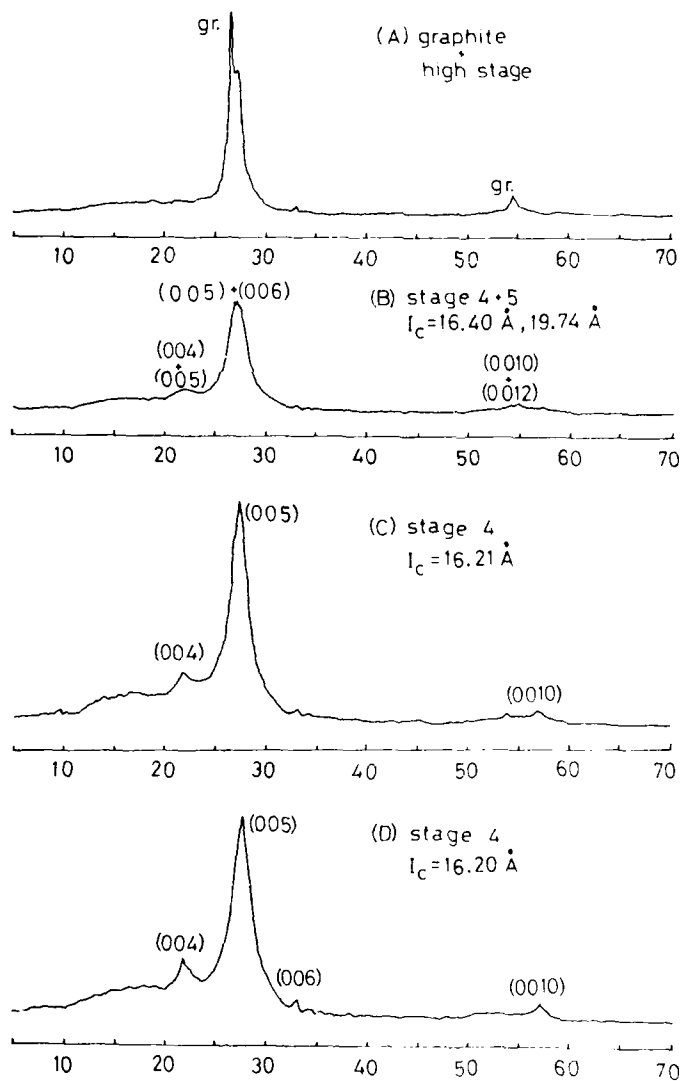 gr.
(A) graphite
+
high stage
gr.
10 20 30 40 50 60 70
(005)+(006)
(B) stage 4+5
Ic=16.40 Å, 19.74 Å
(004)
+
(005)
(0010)
+
(0012)
10 20 30 40 50 60 70
(005)
(C) stage 4
Ic=16.21 Å
(004)
(0010)
10 20 30 40 50 60 70
(005)
(D) stage 4
Ic=16.20 Å
(004)
(006)
(0010)
10 20 30 40 50 60 70